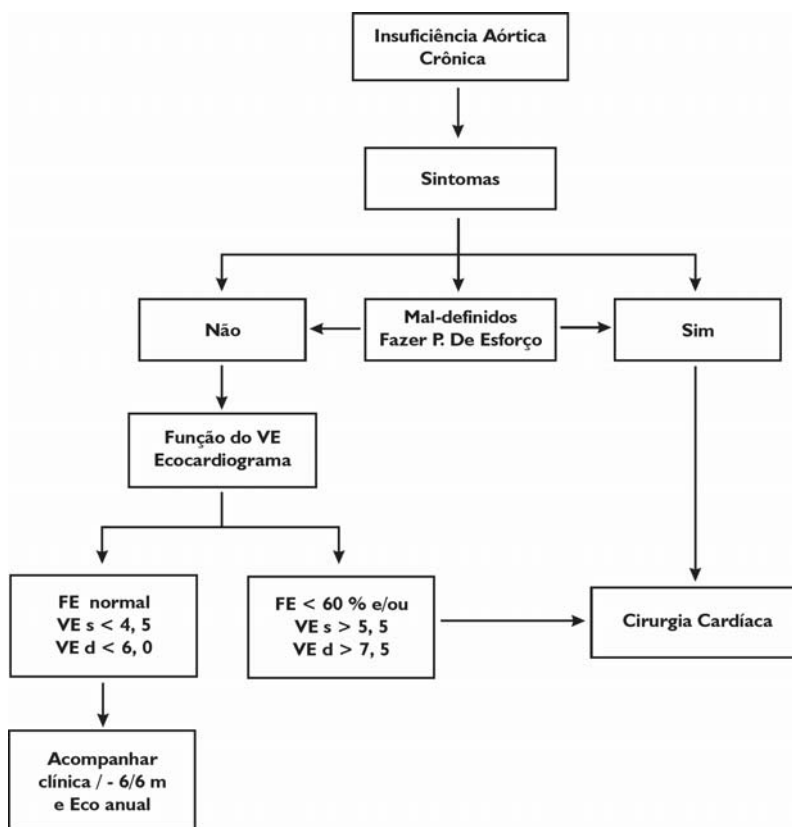 Insuficiência Aórtica
Crônica
Sintomas
Não
Mal-definidos
Fazer P. De Esforço
Sim
Função do VE
Ecocardiograma
FE normal
VE s < 4, 5
VE d < 6, 0
FE < 60 % e/ou
VE s > 5, 5
VE d > 7, 5
Cirurgia Cardíaca
Acompanhar
clínica / - 6/6 m
e Eco anual